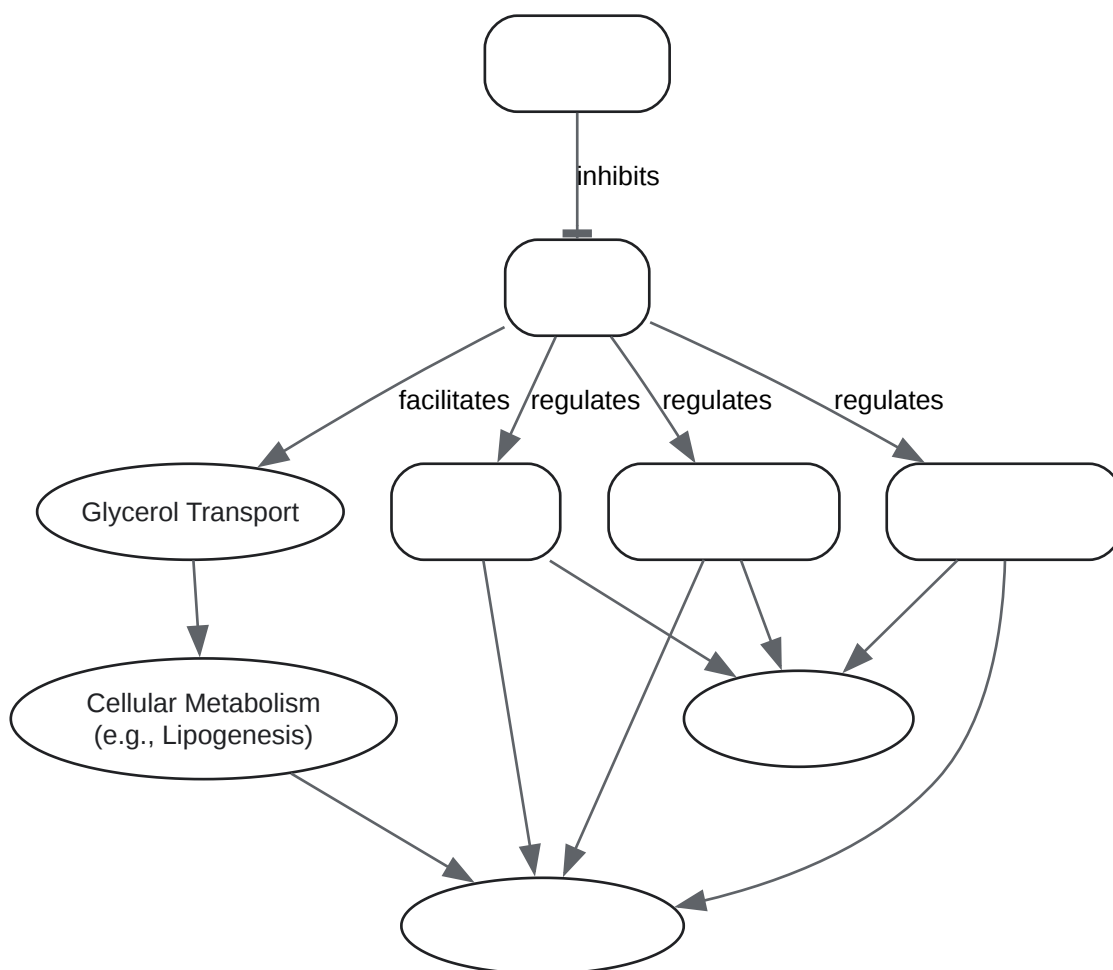 inhibits
facilitates
regulates
regulates
regulates
Glycerol Transport
Cellular Metabolism
(e.g., Lipogenesis)